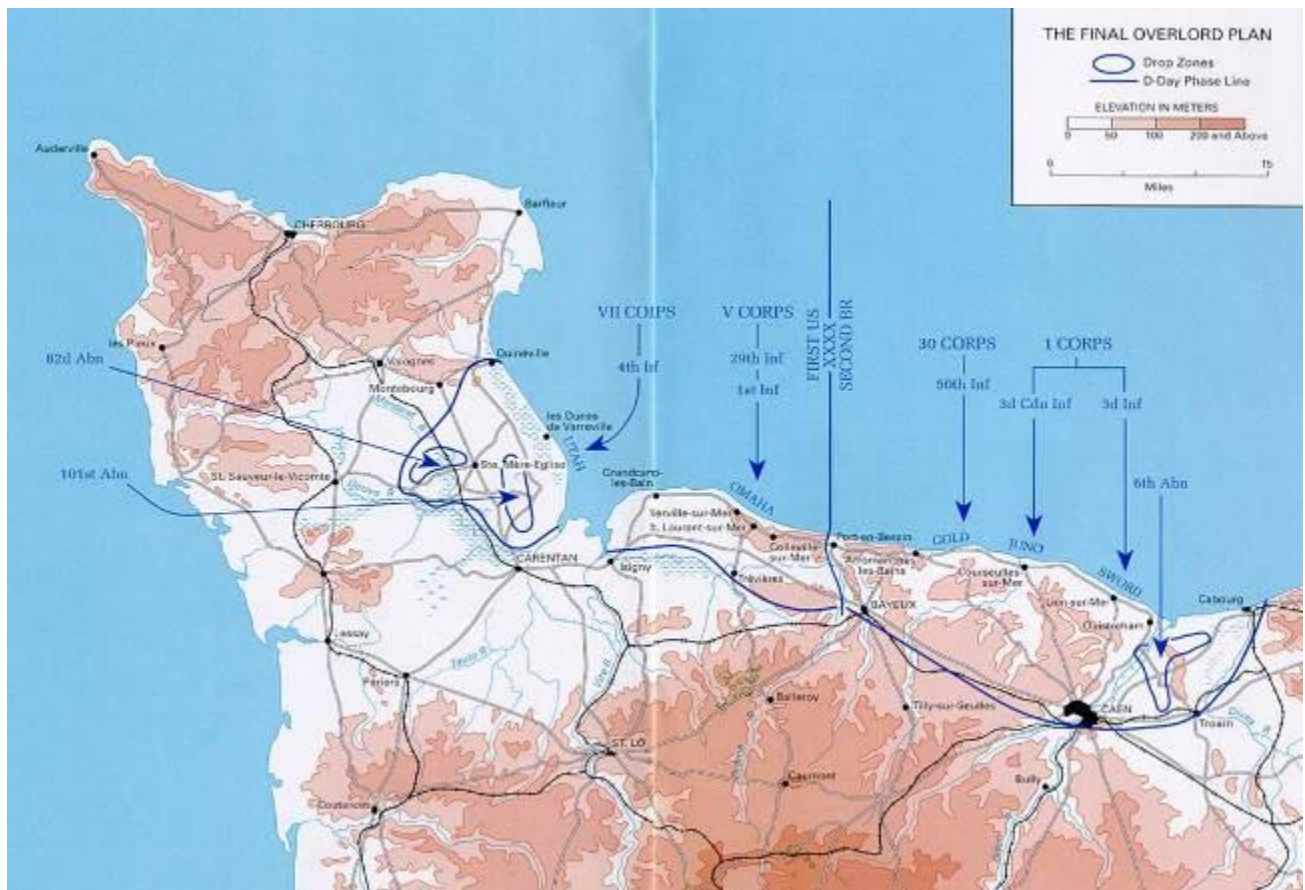 THE FINAL OVERLORD PLAN
Drop Zones
D-Day Phase Line
ELEVATION IN METERS
0 50 100 200 and Above
0 15
Miles
Auderville
CHERBOURG
Barfleur
les Pieux
82d Abn
Valognes
Quinéville
Montebourg
VII CORPS
4th Inf
V CORPS
29th Inf
1st Inf
FIRST US
XXXX
SECOND BR
30 CORPS
50th Inf
1 CORPS
3d Cdn Inf
3d Inf
6th Abn
les Dunes
de Varreville
UTAH
Ste. Mère-Eglise
101st Abn
St. Sauveur-le-Vicomte
Douve R
Grandcamp-
les-Bain
OMAHA
Vierville-sur-Mer
St. Laurent-sur-Mer
Colleville-
sur-Mer
Port-en-Bessin
Arromanches
les-Bains
GOLD
JUNO
Courseulles-
sur-Mer
SWORD
Lion-sur-Mer
Ouistreham
Cabourg
CARENTAN
Isigny
Trévières
BAYEUX
Lessay
Taute R
Vire R
Périers
Balleroy
Tilly-sur-Seulles
CAEN
Troarn
ST. LO
Caumont
Bully
Coutances